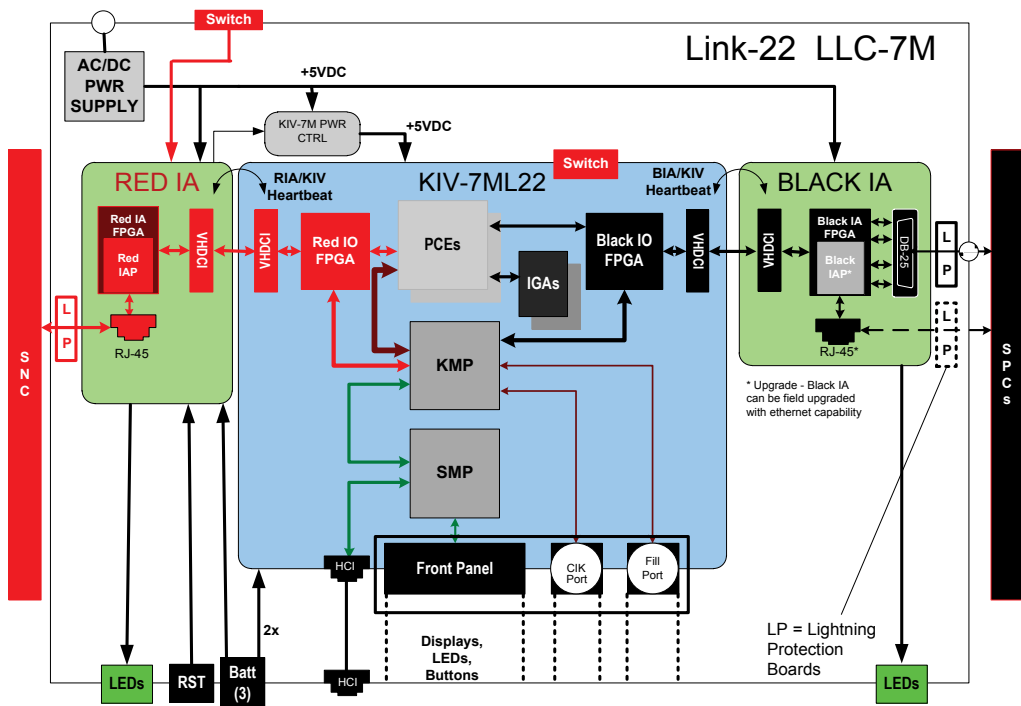 Switch
Link-22 LLC-7M
AC/DC
PWR
SUPPLY
+5VDC
KIV-7M PWR
CTRL
+5VDC
Switch
RED IA
RIA/KIV
Heartbeat
KIV-7ML22
BIA/KIV
Heartbeat
BLACK IA
Red IA
FPGA
Red
IAP
VHDCI
VHDCI
Red IO
FPGA
PCEs
IGAs
Black IO
FPGA
VHDCI
VHDCI
Black IA
FPGA
Black
IAP*
DB-25
L
P
L
P
RJ-45
L
P
RJ-45*
SNC
SPCs
KMP
* Upgrade - Black IA
can be field upgraded
with ethernet capability
SMP
HCI
Front Panel
CIK
Port
Fill
Port
2x
Displays,
LEDs,
Buttons
LP = Lightning
Protection
Boards
LEDs
RST
Batt
(3)
HCI
LEDs